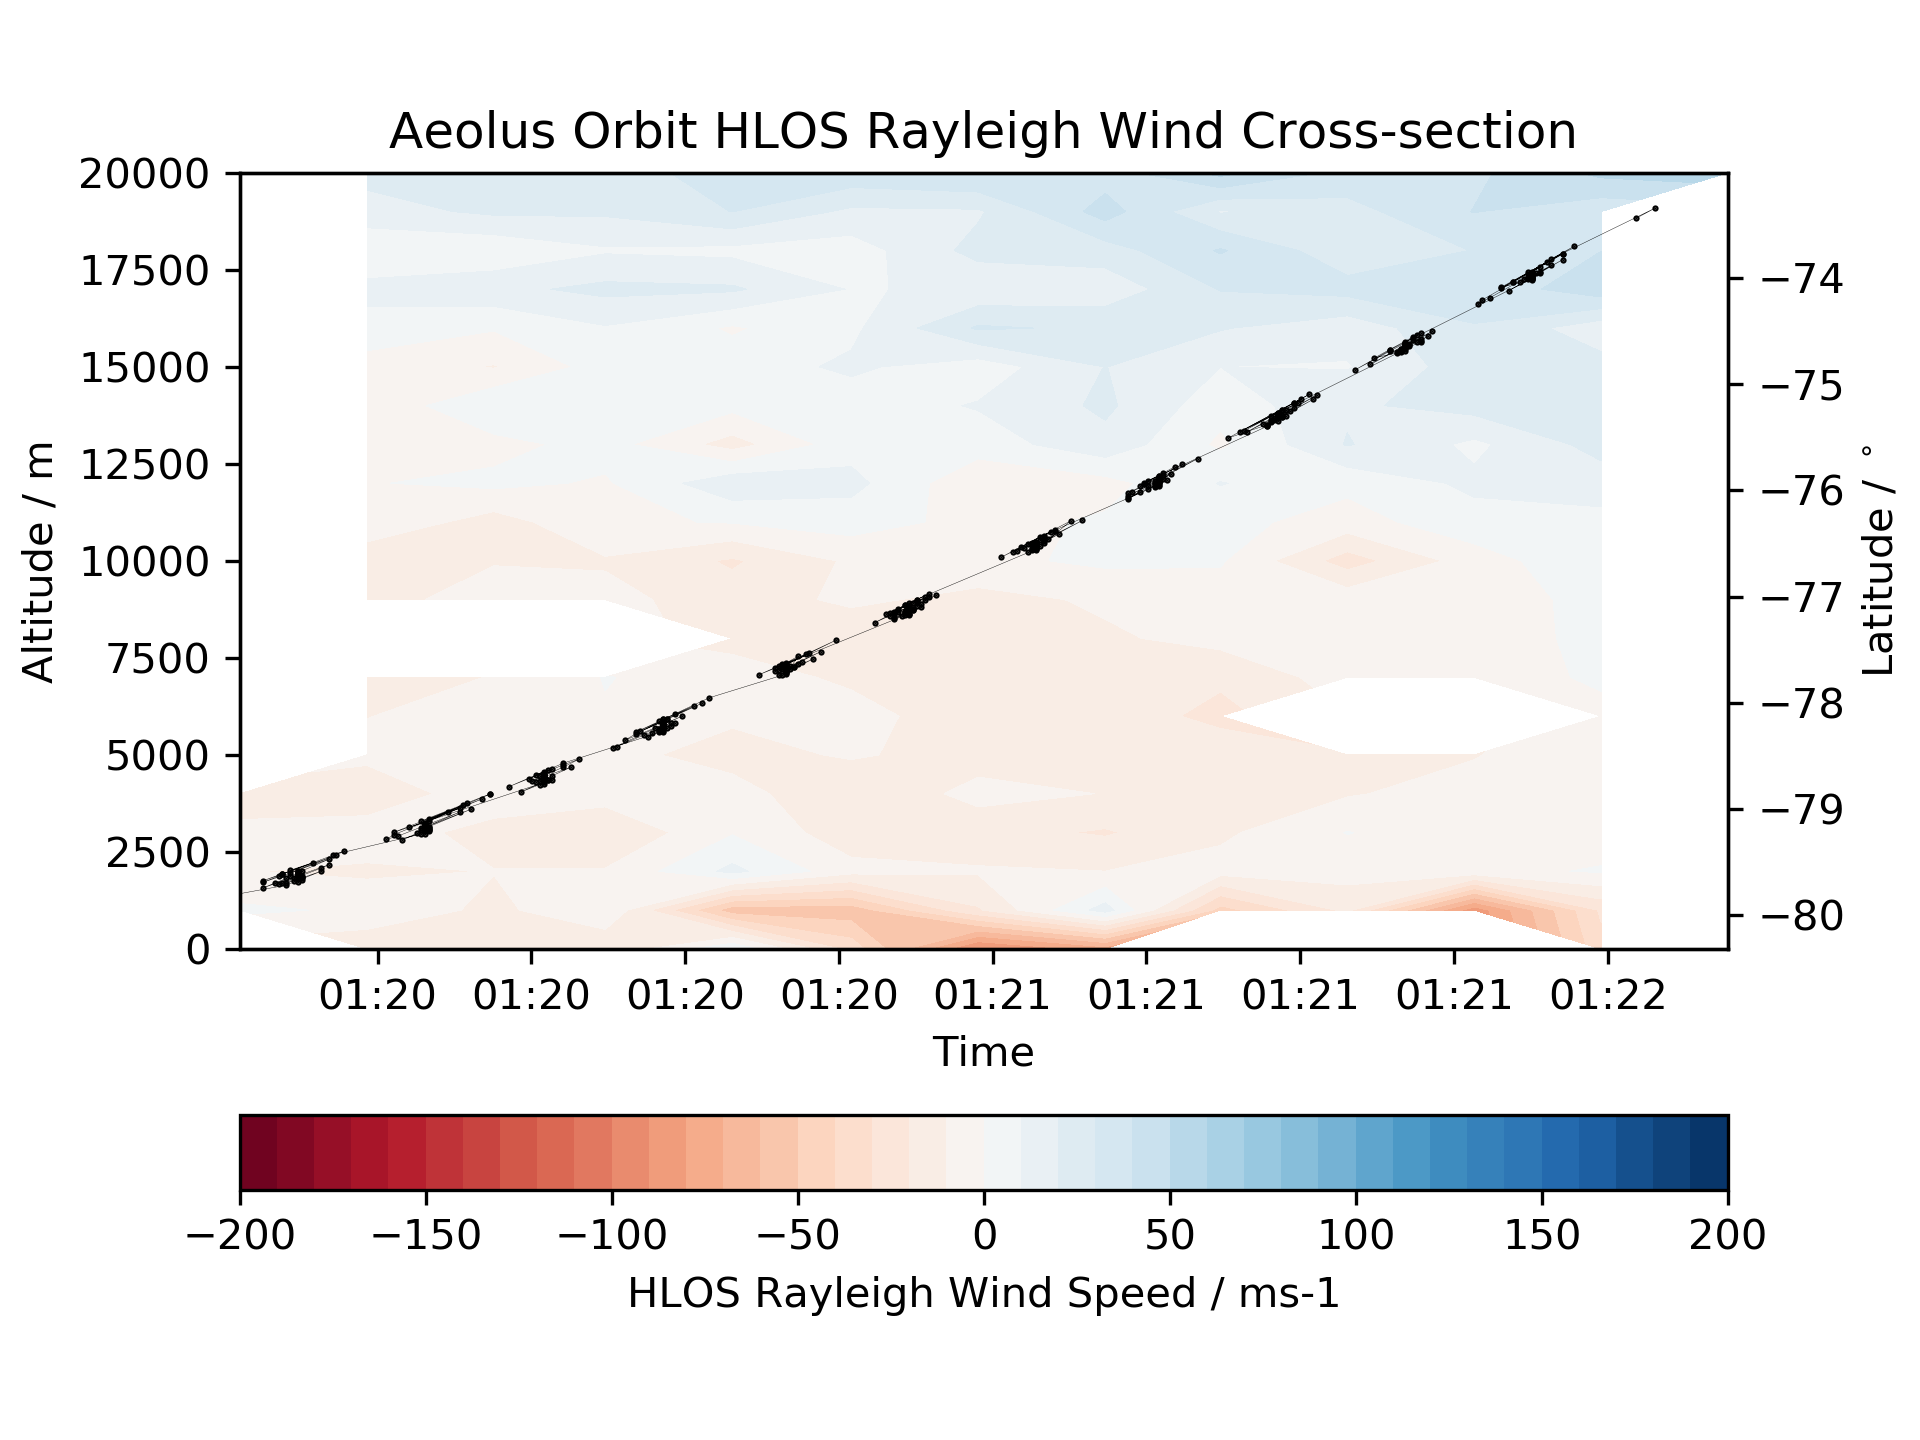 Aeolus Orbit HLOS Rayleigh Wind Cross-section
20000
17500
15000
12500
10000
7500
5000
2500
0
Altitude / m
−74
−75
−76
−77
−78
−79
−80
Latitude / °
01:20 01:20 01:20 01:20 01:21 01:21 01:21 01:21 01:22
Time
−200 −150 −100 −50 0 50 100 150 200
HLOS Rayleigh Wind Speed / ms-1